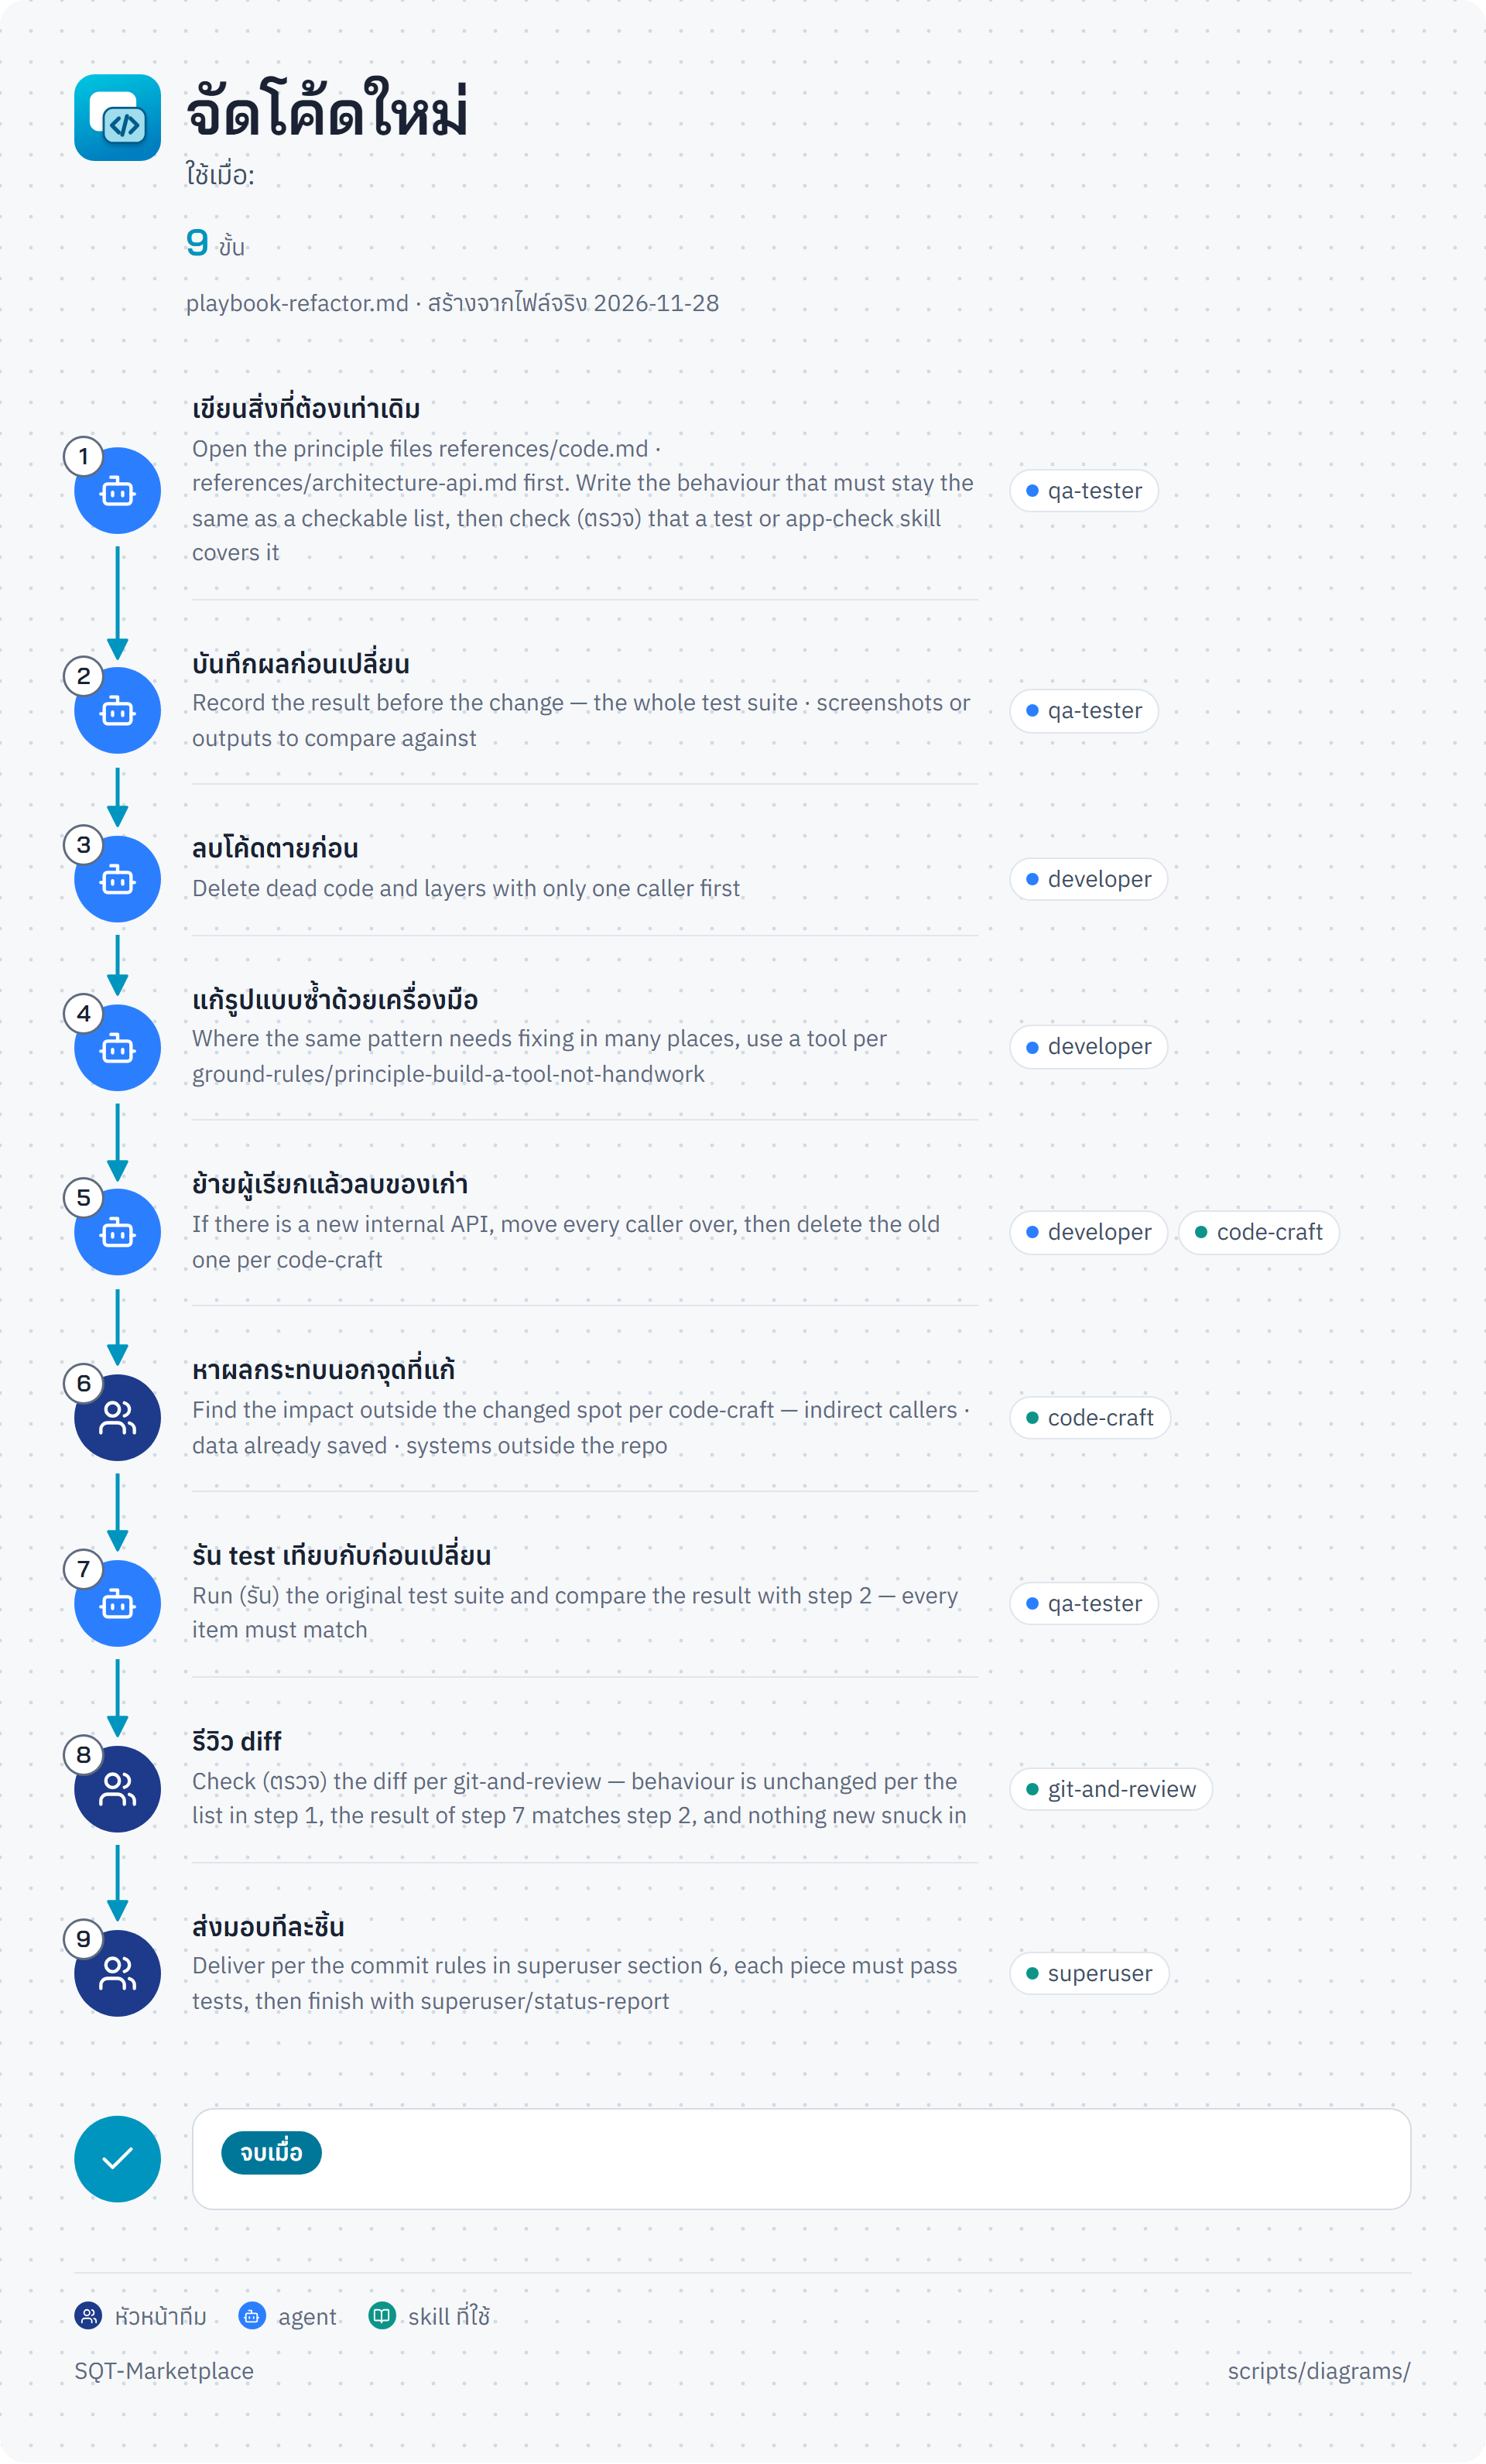 จัดโค้ดใหม่
ใช้เมื่อ:
9 ขั้น
playbook-refactor.md · สร้างจากไฟล์จริง 2026-11-28
เขียนสิ่งที่ต้องเท่าเดิม
1
Open the principle files references/code.md ·
references/architecture-api.md first. Write the behaviour that must stay the
same as a checkable list, then check (ตรวจ) that a test or app-check skill
covers it
qa-tester
บันทึกผลก่อนเปลี่ยน
2
Record the result before the change — the whole test suite · screenshots or
outputs to compare against
qa-tester
ลบโค้ดตายก่อน
3
Delete dead code and layers with only one caller first
developer
แก้รูปแบบซ้ำด้วยเครื่องมือ
4
Where the same pattern needs fixing in many places, use a tool per
ground-rules/principle-build-a-tool-not-handwork
developer
ย้ายผู้เรียกแล้วลบของเก่า
5
If there is a new internal API, move every caller over, then delete the old
one per code-craft
developer
code-craft
หาผลกระทบนอกจุดที่แก้
6
Find the impact outside the changed spot per code-craft — indirect callers ·
data already saved · systems outside the repo
code-craft
รัน test เทียบกับก่อนเปลี่ยน
7
Run (รัน) the original test suite and compare the result with step 2 — every
item must match
qa-tester
รีวิว diff
8
Check (ตรวจ) the diff per git-and-review — behaviour is unchanged per the
list in step 1, the result of step 7 matches step 2, and nothing new snuck in
git-and-review
ส่งมอบทีละชิ้น
9
Deliver per the commit rules in superuser section 6, each piece must pass
tests, then finish with superuser/status-report
superuser
จบเมื่อ
หัวหน้าทีม agent skill ที่ใช้
SQT-Marketplace scripts/diagrams/